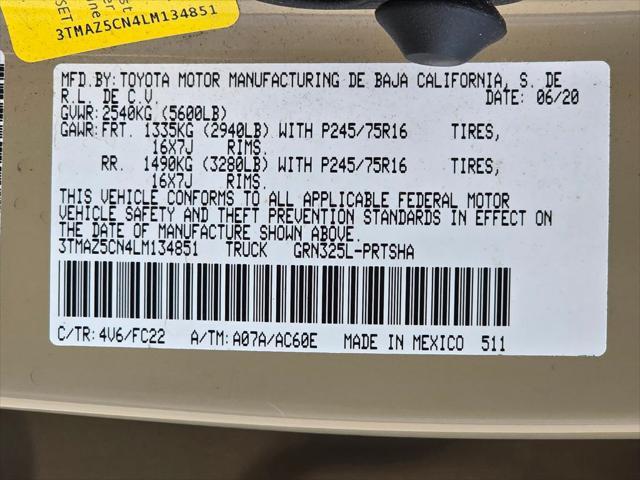 SET
3TMAZ5CN4LM134851
MFD.BY:TOYOTA MOTOR MANUFACTURING DE BAJA CALIFORNIA, S. DE
R.L. DE C.V. DATE: 06/20
GVWR:2540KG (5600LB)
GAWR:FRT. 1335KG (2940LB) WITH P245/75R16 TIRES,
16X7J RIMS.
RR. 1490KG (3280LB) WITH P245/75R16 TIRES,
16X7J RIMS.
THIS VEHICLE CONFORMS TO ALL APPLICABLE FEDERAL MOTOR
VEHICLE SAFETY AND THEFT PREVENTION STANDARDS IN EFFECT ON
THE DATE OF MANUFACTURE SHOWN ABOVE.
3TMAZ5CN4LM134851 TRUCK GRN325L-PRTSHA
C/TR:4V6/FC22 A/TM:A07A/AC60E MADE IN MEXICO 511